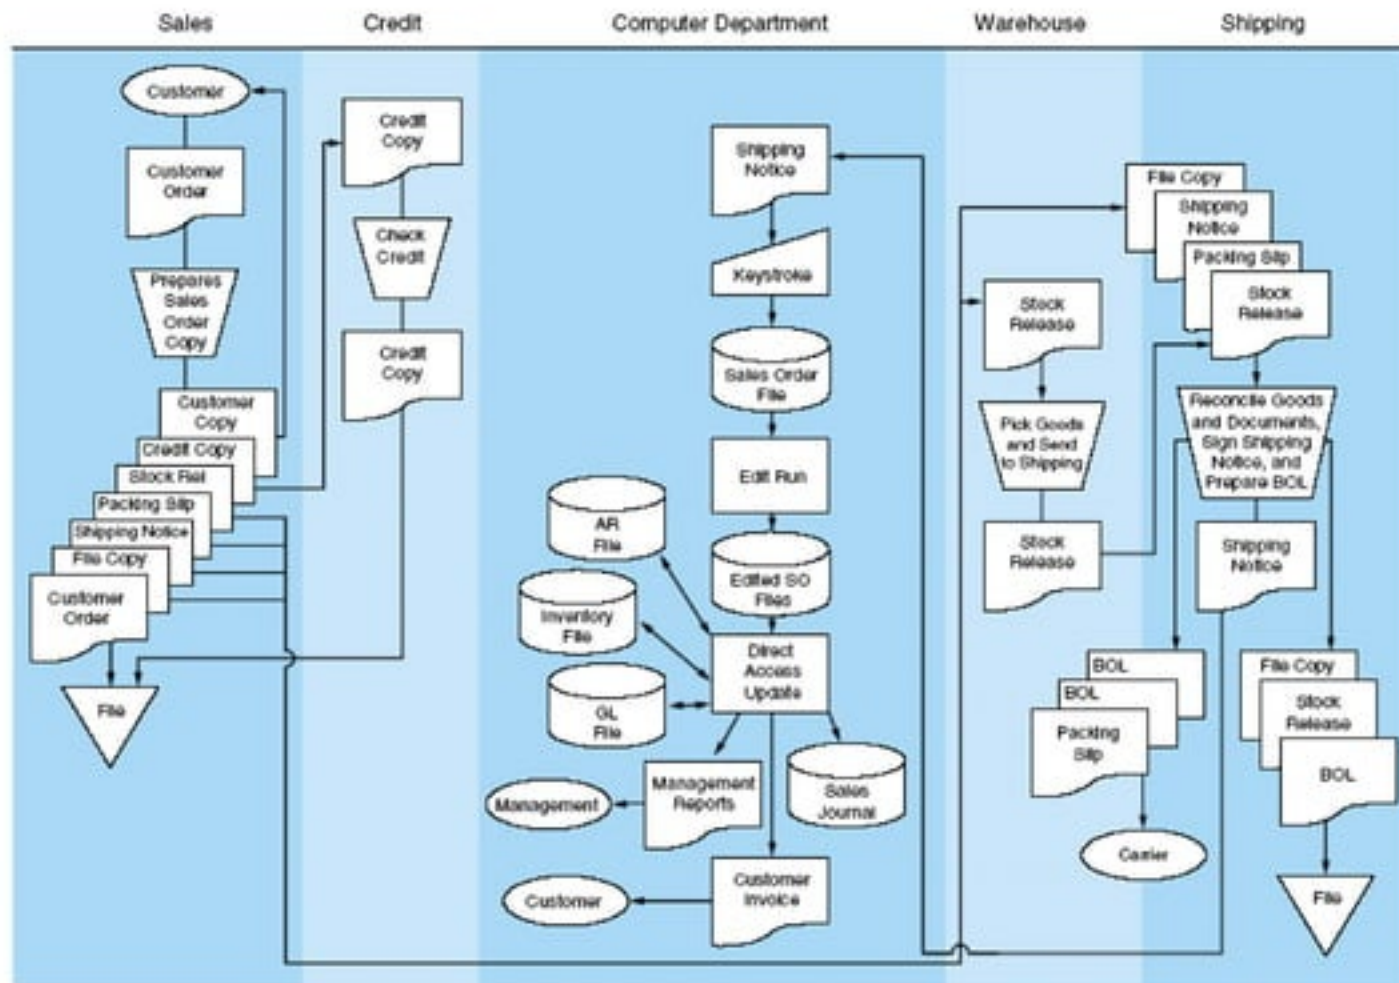 Sales
Credit
Computer Department
Warehouse
Shipping
Customer
Customer
Order
Prepares
Sales
Order
Copy
Customer
Copy
Credit Copy
Stock Rel
Packing Slip
Shipping Notice
File Copy
Customer
Order
File
Credit
Copy
Check
Credit
Credit
Copy
Shipping
Notice
Keystroke
Sales Order
File
Edit Run
AR
File
Edited SO
Files
Inventory
File
Direct
Access
Update
GL
File
Management
Reports
Management
Sales
Journal
Customer
Invoice
Customer
Stock
Release
Pick Goods
and Send
to Shipping
Stock
Release
File Copy
Shipping
Notice
Packing Slip
Stock
Release
Reconcile Goods
and Documents,
Sign Shipping
Notice, and
Prepare BOL
Shipping
Notice
BOL
BOL
Packing
Slip
Carrier
File Copy
Stock
Release
BOL
File